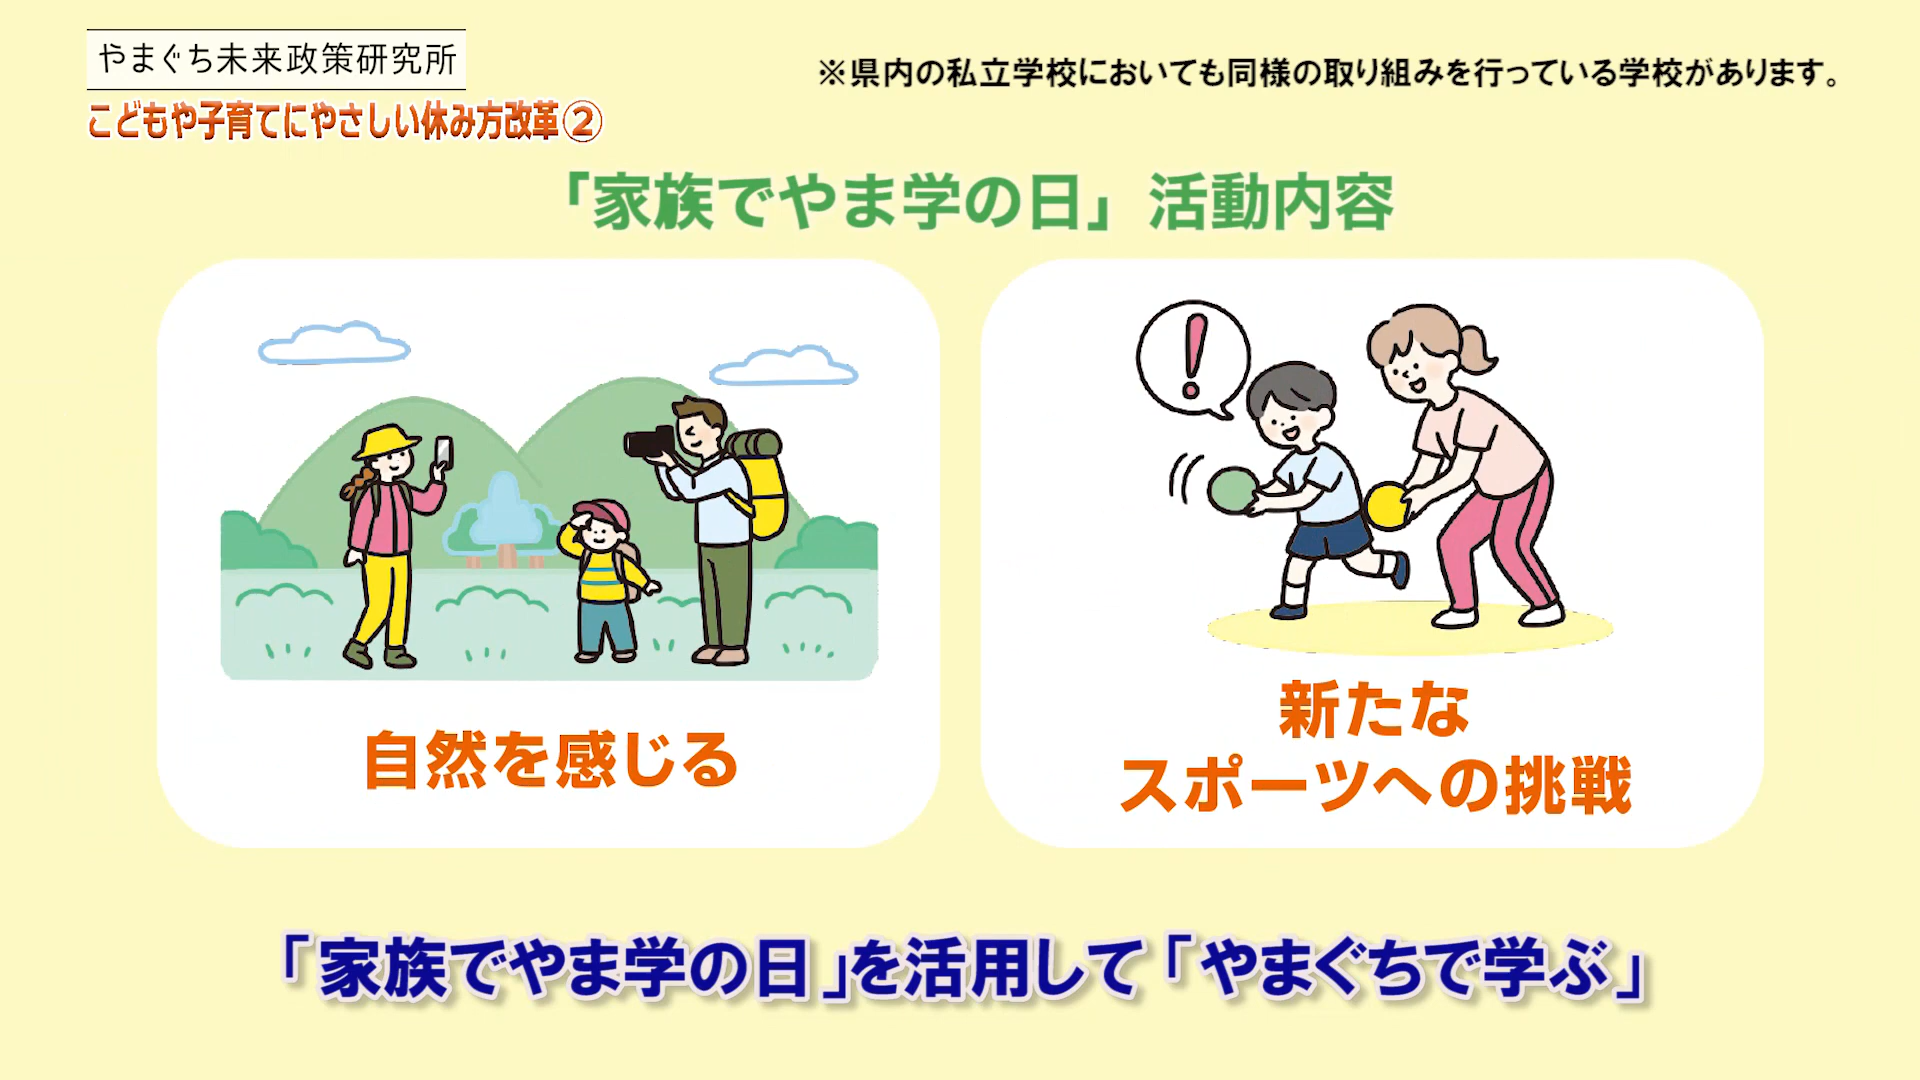 やまぐち未来政策研究所
こどもや子育てにやさしい休み方改革②
※県内の私立学校においても同様の取り組みを行っている学校があります。
「家族でやま学の日」活動内容
!
自然を感じる
新たな
スポーツへの挑戦
「家族でやま学の日」を活用して「やまぐちで学ぶ」